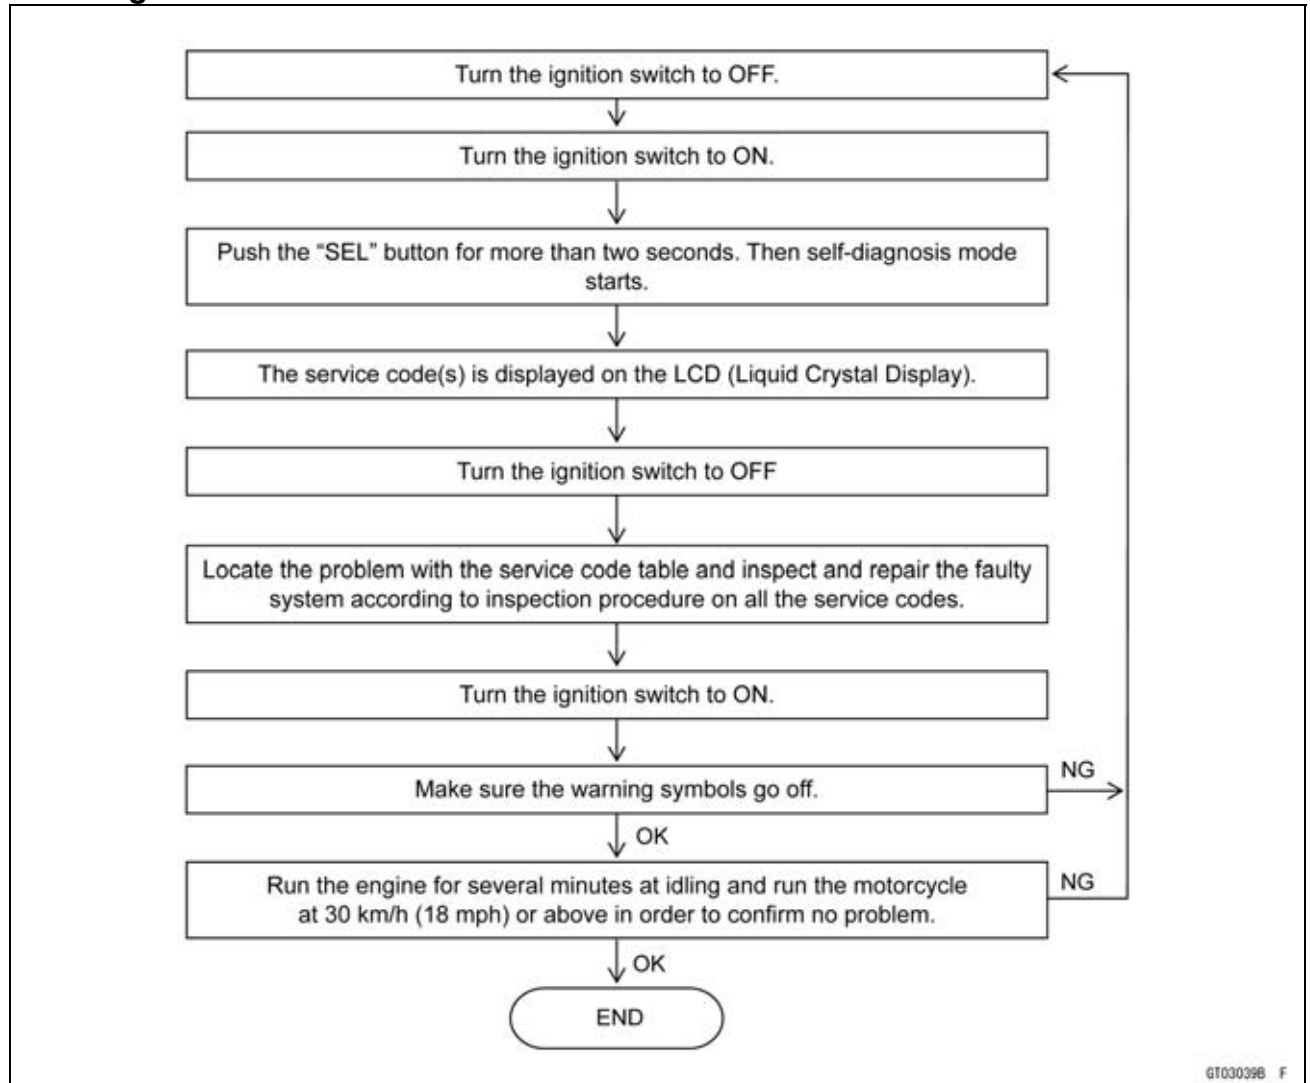 Turn the ignition switch to OFF.
Turn the ignition switch to ON.
Push the “SEL” button for more than two seconds. Then self-diagnosis mode
starts.
The service code(s) is displayed on the LCD (Liquid Crystal Display).
Turn the ignition switch to OFF
Locate the problem with the service code table and inspect and repair the faulty
system according to inspection procedure on all the service codes.
Turn the ignition switch to ON.
Make sure the warning symbols go off.
NG
OK
Run the engine for several minutes at idling and run the motorcycle
at 30 km/h (18 mph) or above in order to confirm no problem.
NG
OK
END
GT03039B F